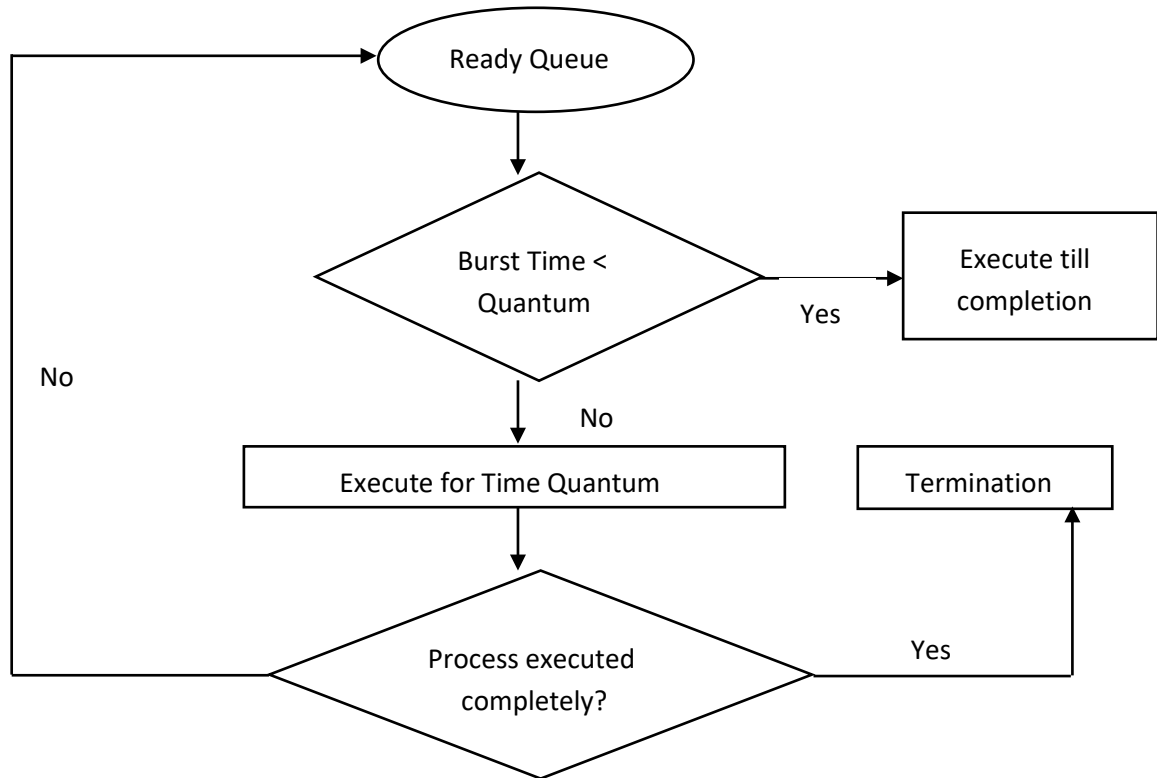 Ready Queue
Burst Time <
Quantum
Execute till
completion
Yes
No
No
Execute for Time Quantum
Termination
Process executed
completely?
Yes